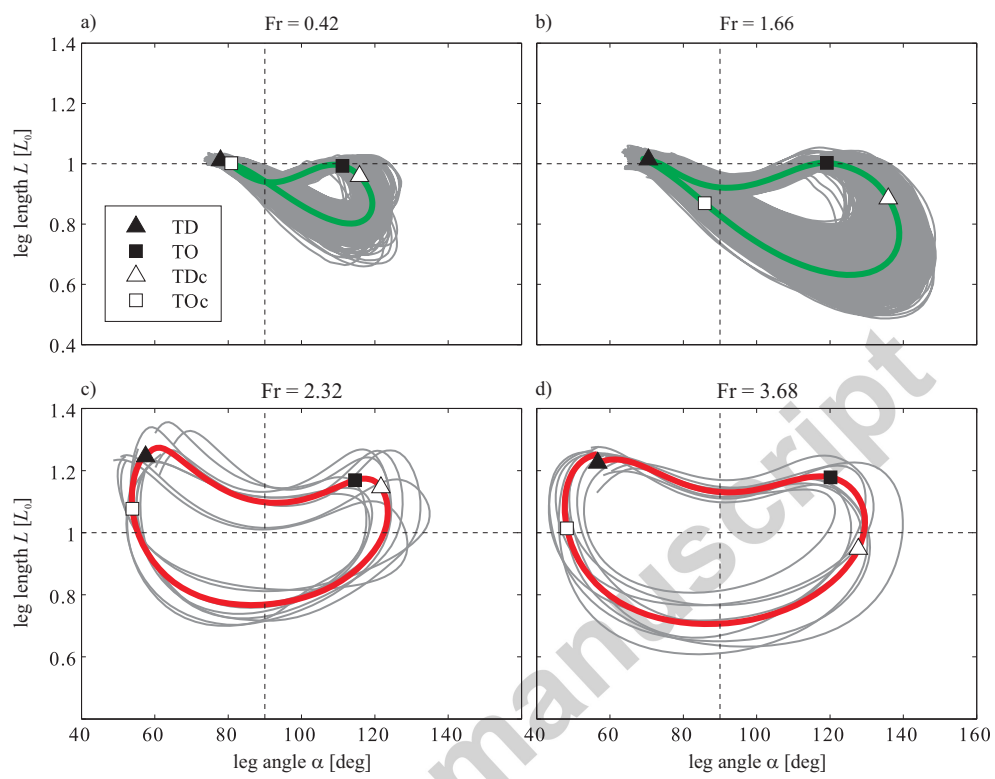 a) Fr = 0.42
b) Fr = 1.66
1.4
1.2
1
0.8
0.6
0.4
leg length L [L₀]
TD
TO
TDc
TOc
c) Fr = 2.32
d) Fr = 3.68
1.4
1.2
1
0.8
0.6
leg length L [L₀]
40 60 80 100 120 140
40 60 80 100 120 140 160
leg angle α [deg]
leg angle α [deg]
manuscript